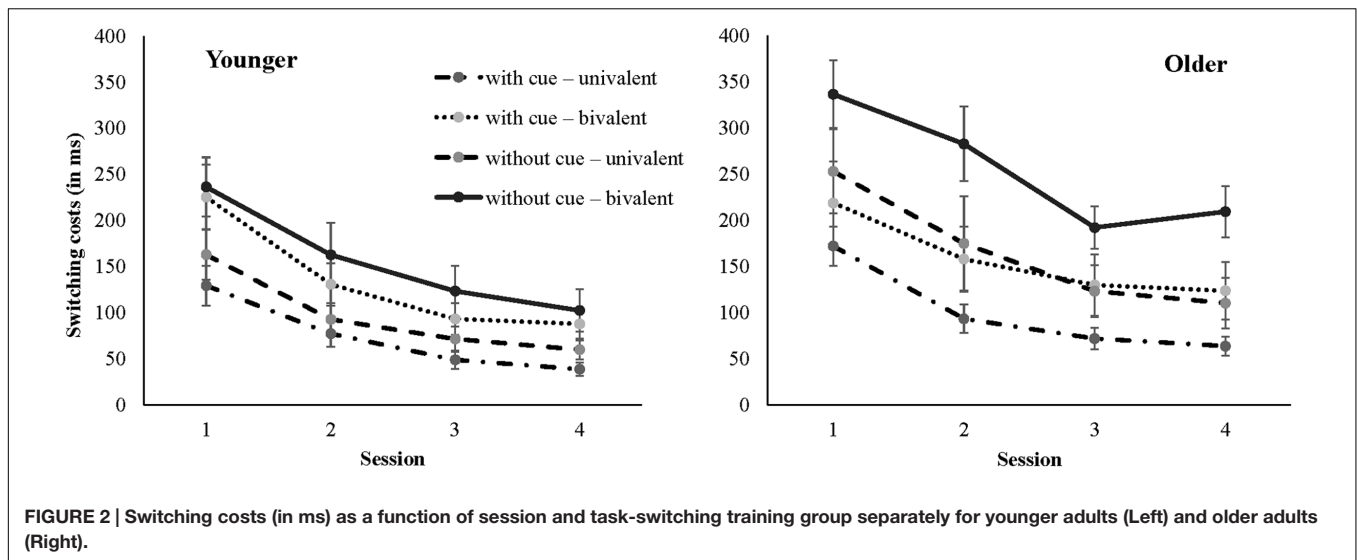 Younger
Switching costs (in ms)
400
350
300
250
200
150
100
50
0
1 2 3 4
Session
with cue – univalent
with cue – bivalent
without cue – univalent
without cue – bivalent
Older
400
350
300
250
200
150
100
50
0
1 2 3 4
Session
FIGURE 2 | Switching costs (in ms) as a function of session and task-switching training group separately for younger adults (Left) and older adults
(Right).